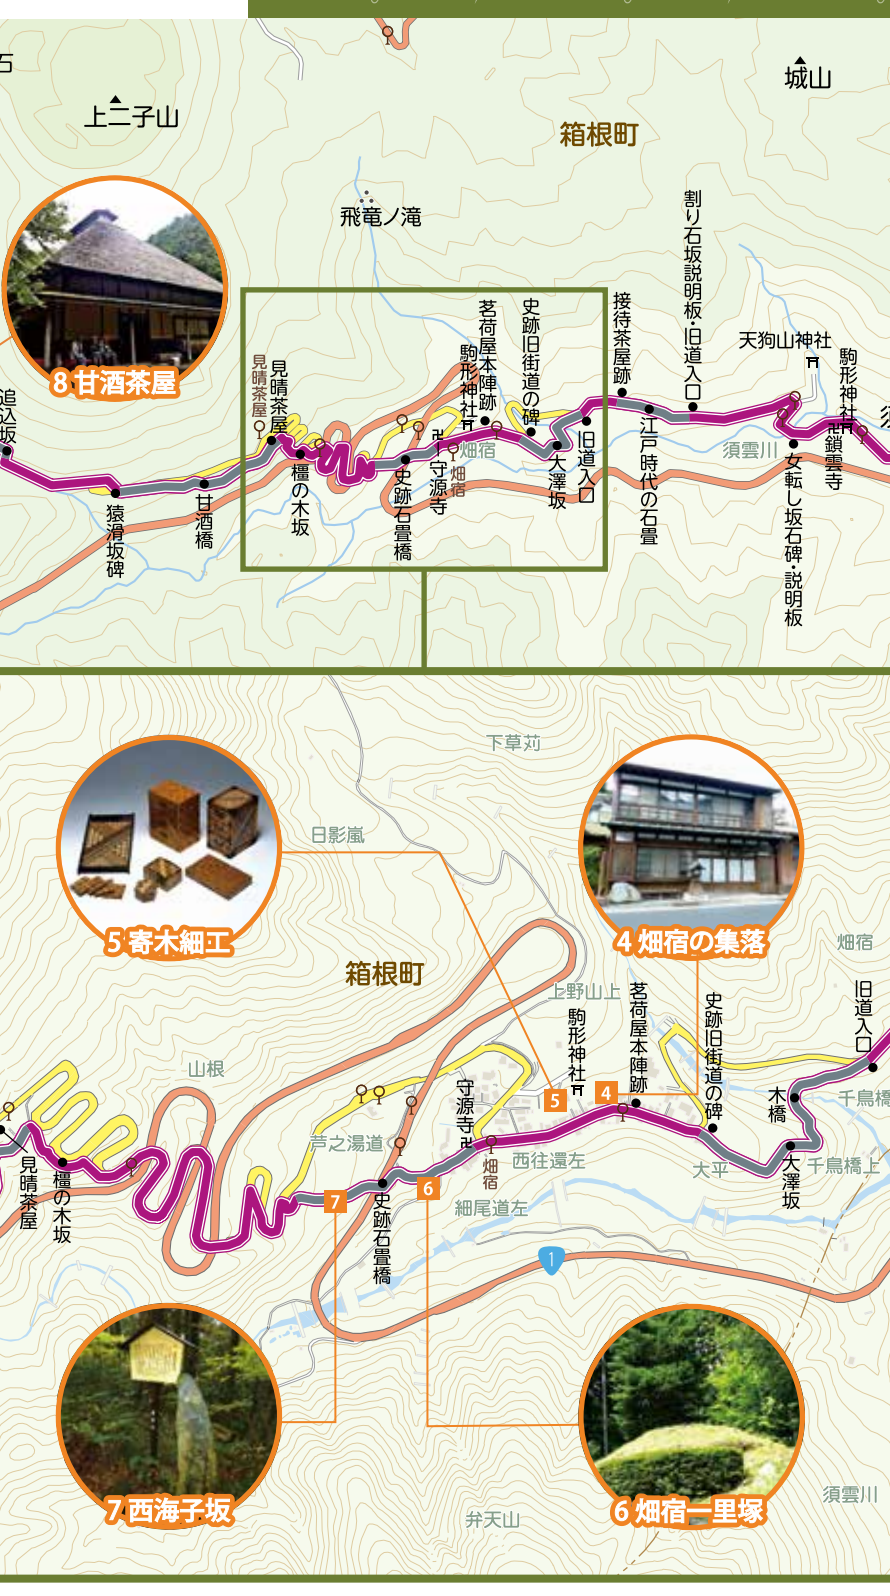 石
上二子山
城山
箱根町
飛竜ノ滝
割り石坂説明板・旧道入口
接待茶屋跡
史跡旧街道の碑
茗荷屋本陣跡
駒形神社
天狗山神社
駒形神社
見晴茶屋
見晴茶屋
8 甘酒茶屋
追込坂
須
畑宿
畑宿
守源寺
須雲川
鎖雲寺
橿の木坂
史跡石畳橋
大澤坂
旧道入口
江戸時代の石畳
女転し坂石碑・説明板
甘酒橋
猿滑坂碑
下草苅
日影嵐
5 寄木細工
4 畑宿の集落
畑宿
箱根町
上野山上
茗荷屋本陣跡
史跡旧街道の碑
旧道入口
駒形神社
山根
守源寺
5
4
木橋
千鳥橋
芦之湯道
畑宿
西往還左
大平
大澤坂
千鳥橋上
見晴茶屋
橿の木坂
7
6
史跡石畳橋
細尾道左
1
7 西海子坂
6 畑宿一里塚
須雲川
弁天山